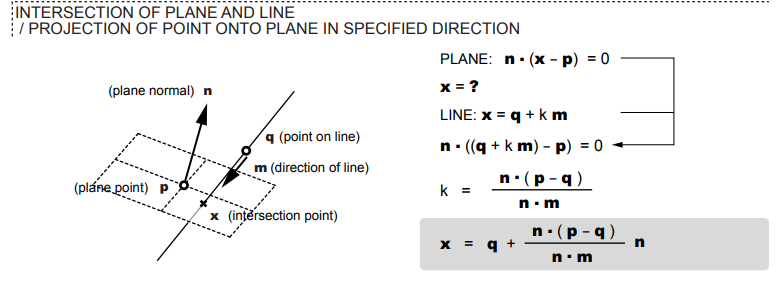 INTERSECTION OF PLANE AND LINE
/ PROJECTION OF POINT ONTO PLANE IN SPECIFIED DIRECTION
(plane normal) n
q (point on line)
m (direction of line)
(plane point) p
x (intersection point)
PLANE: n · (x – p) = 0
x = ?
LINE: x = q + k m
n · ((q + k m) – p) = 0
k = n · ( p – q ) / n · m
x = q + n · ( p – q ) / n · m n